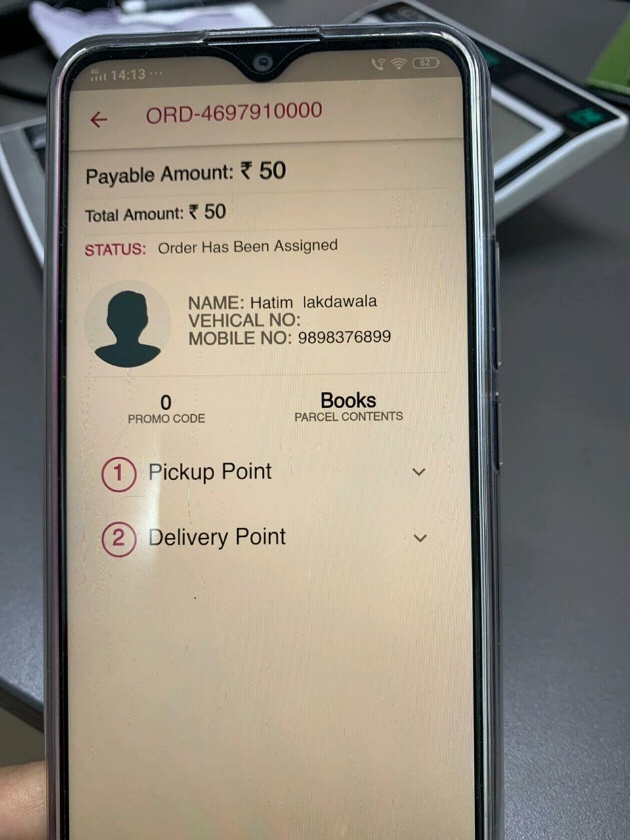 4G 14:13 ··· 62
ORD-4697910000
Payable Amount: ₹ 50
Total Amount: ₹ 50
STATUS: Order Has Been Assigned
NAME: Hatim lakdawala
VEHICAL NO:
MOBILE NO: 9898376899
0 Books
PROMO CODE PARCEL CONTENTS
1 Pickup Point
2 Delivery Point